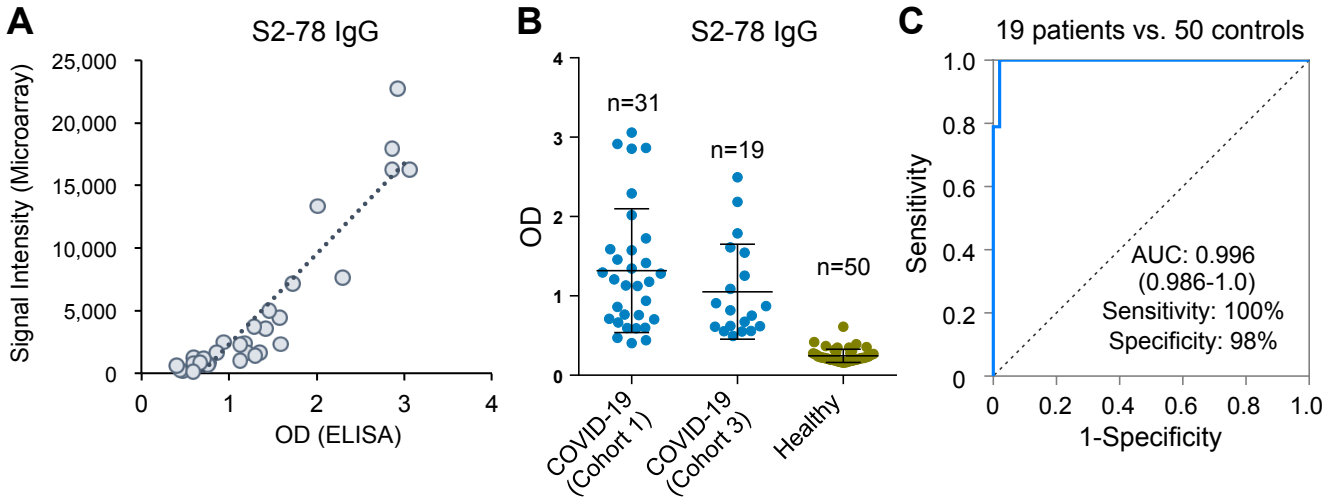 A
S2-78 IgG
Signal Intensity (Microarray)
25,000
20,000
15,000
10,000
5,000
0
0
1
2
3
4
OD (ELISA)
B
S2-78 IgG
OD
4
3
2
1
0
n=31
n=19
n=50
COVID-19
(Cohort 1)
COVID-19
(Cohort 3)
Healthy
C
19 patients vs. 50 controls
Sensitivity
1.0
0.8
0.6
0.4
0.2
0
AUC: 0.996
(0.986-1.0)
Sensitivity: 100%
Specificity: 98%
0
0.2
0.4
0.6
0.8
1.0
1-Specificity